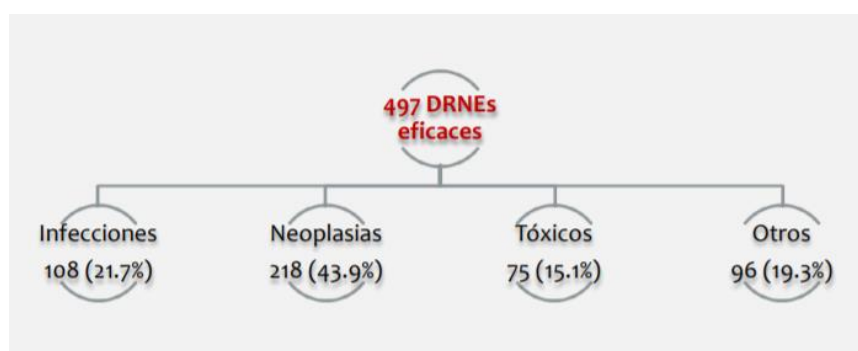 497 DRNEs
eficaces
Infecciones
108 (21.7%)
Neoplasias
218 (43.9%)
Tóxicos
75 (15.1%)
Otros
96 (19.3%)